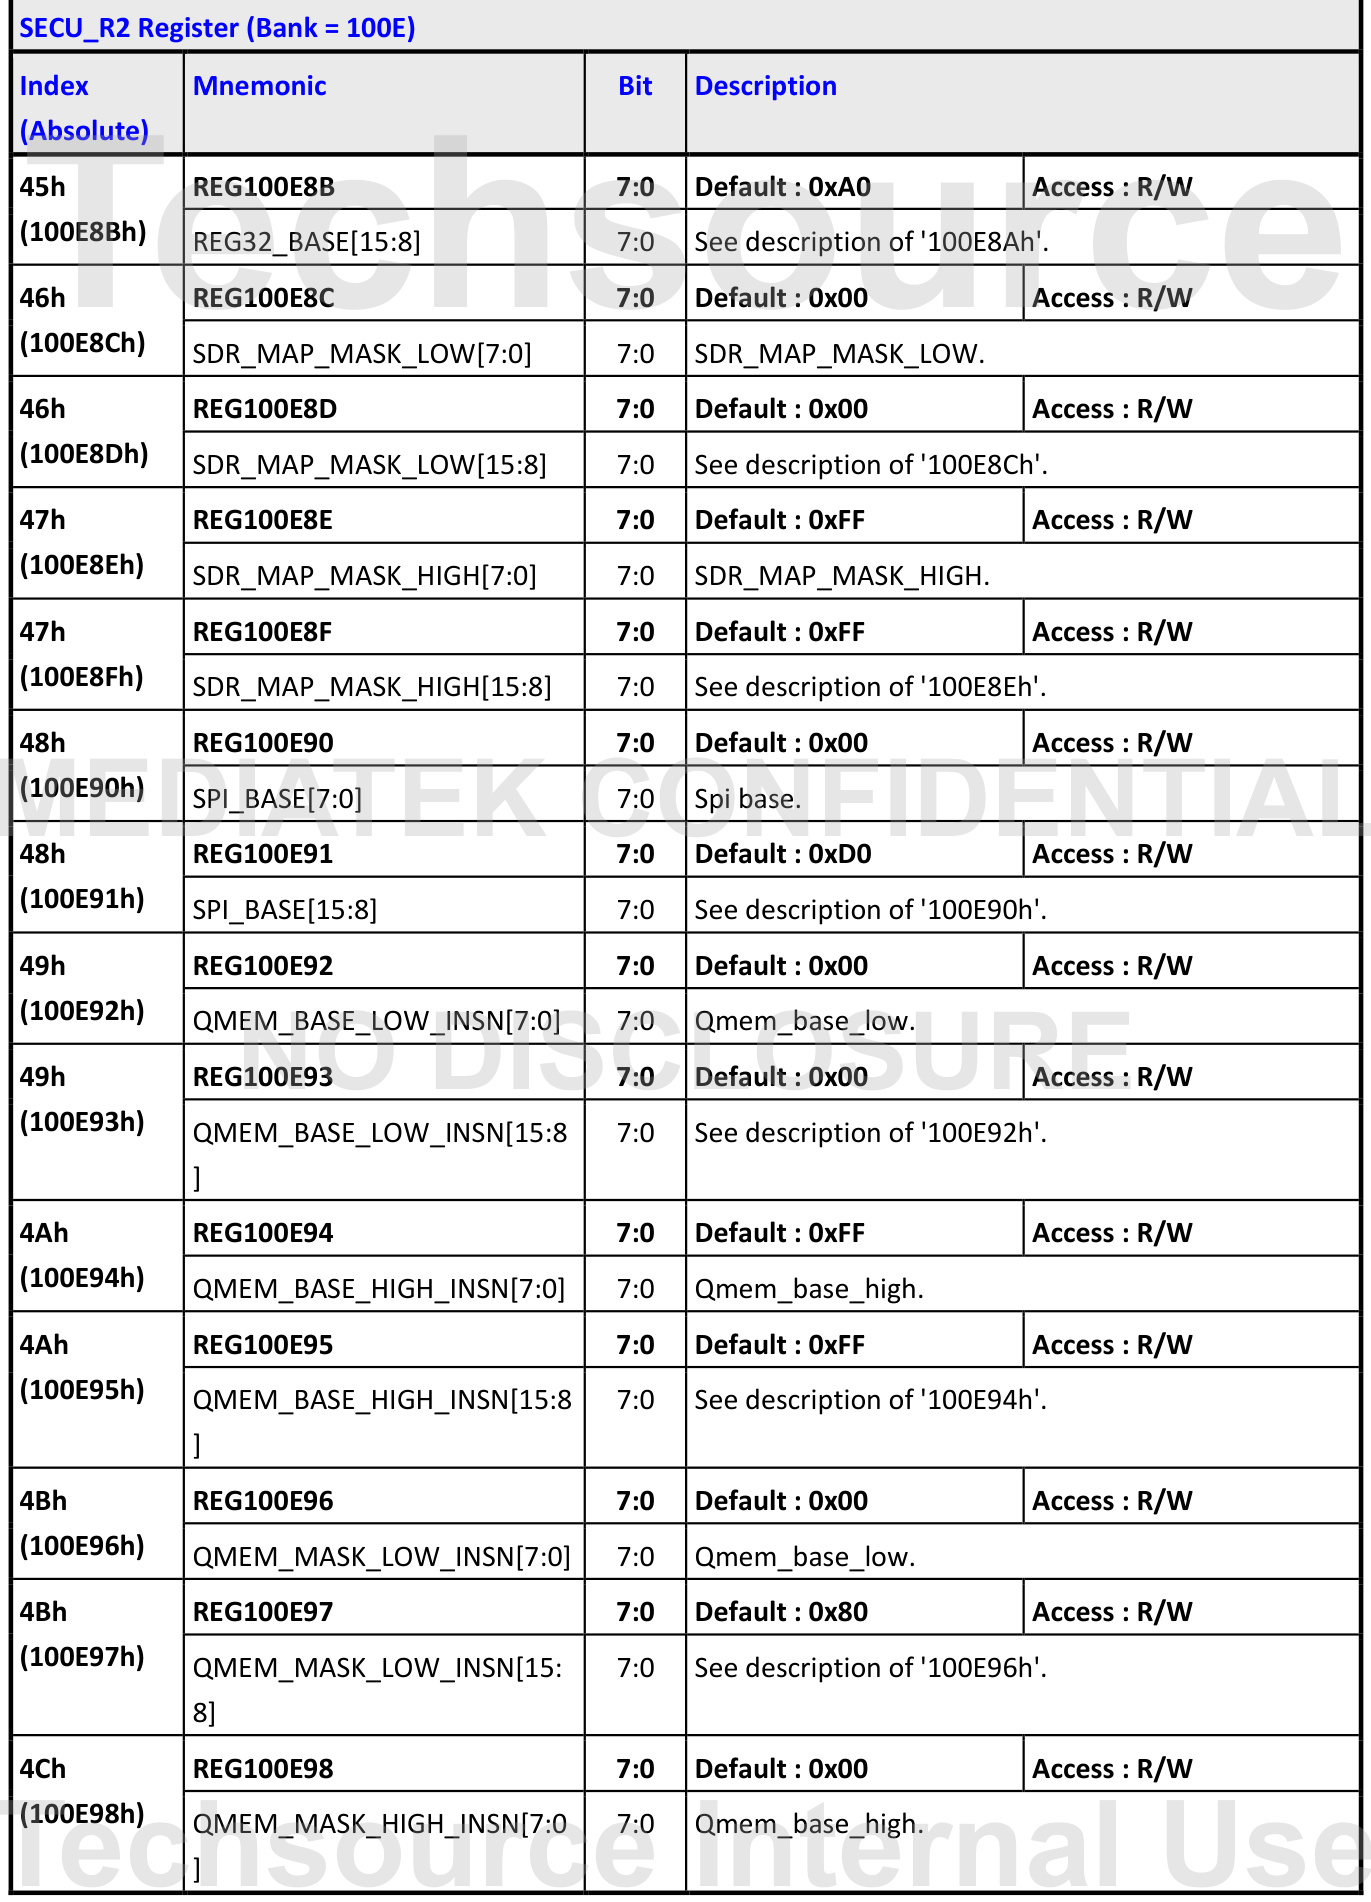 SECU_R2 Register (Bank = 100E)
Index (Absolute) Mnemonic Bit Description
45h (100E8Bh) REG100E8B 7:0 Default : 0xA0 Access : R/W
REG32_BASE[15:8] 7:0 See description of '100E8Ah'.
46h (100E8Ch) REG100E8C 7:0 Default : 0x00 Access : R/W
SDR_MAP_MASK_LOW[7:0] 7:0 SDR_MAP_MASK_LOW.
46h (100E8Dh) REG100E8D 7:0 Default : 0x00 Access : R/W
SDR_MAP_MASK_LOW[15:8] 7:0 See description of '100E8Ch'.
47h (100E8Eh) REG100E8E 7:0 Default : 0xFF Access : R/W
SDR_MAP_MASK_HIGH[7:0] 7:0 SDR_MAP_MASK_HIGH.
47h (100E8Fh) REG100E8F 7:0 Default : 0xFF Access : R/W
SDR_MAP_MASK_HIGH[15:8] 7:0 See description of '100E8Eh'.
48h (100E90h) REG100E90 7:0 Default : 0x00 Access : R/W
SPI_BASE[7:0] 7:0 Spi base.
48h (100E91h) REG100E91 7:0 Default : 0xD0 Access : R/W
SPI_BASE[15:8] 7:0 See description of '100E90h'.
49h (100E92h) REG100E92 7:0 Default : 0x00 Access : R/W
QMEM_BASE_LOW_INSN[7:0] 7:0 Qmem_base_low.
49h (100E93h) REG100E93 7:0 Default : 0x00 Access : R/W
QMEM_BASE_LOW_INSN[15:8] 7:0 See description of '100E92h'.
4Ah (100E94h) REG100E94 7:0 Default : 0xFF Access : R/W
QMEM_BASE_HIGH_INSN[7:0] 7:0 Qmem_base_high.
4Ah (100E95h) REG100E95 7:0 Default : 0xFF Access : R/W
QMEM_BASE_HIGH_INSN[15:8] 7:0 See description of '100E94h'.
4Bh (100E96h) REG100E96 7:0 Default : 0x00 Access : R/W
QMEM_MASK_LOW_INSN[7:0] 7:0 Qmem_base_low.
4Bh (100E97h) REG100E97 7:0 Default : 0x80 Access : R/W
QMEM_MASK_LOW_INSN[15:8] 7:0 See description of '100E96h'.
4Ch (100E98h) REG100E98 7:0 Default : 0x00 Access : R/W
QMEM_MASK_HIGH_INSN[7:0] 7:0 Qmem_base_high.
Techsource
MEDIATEK CONFIDENTIAL
NO DISCLOSURE
Techsource Internal Use